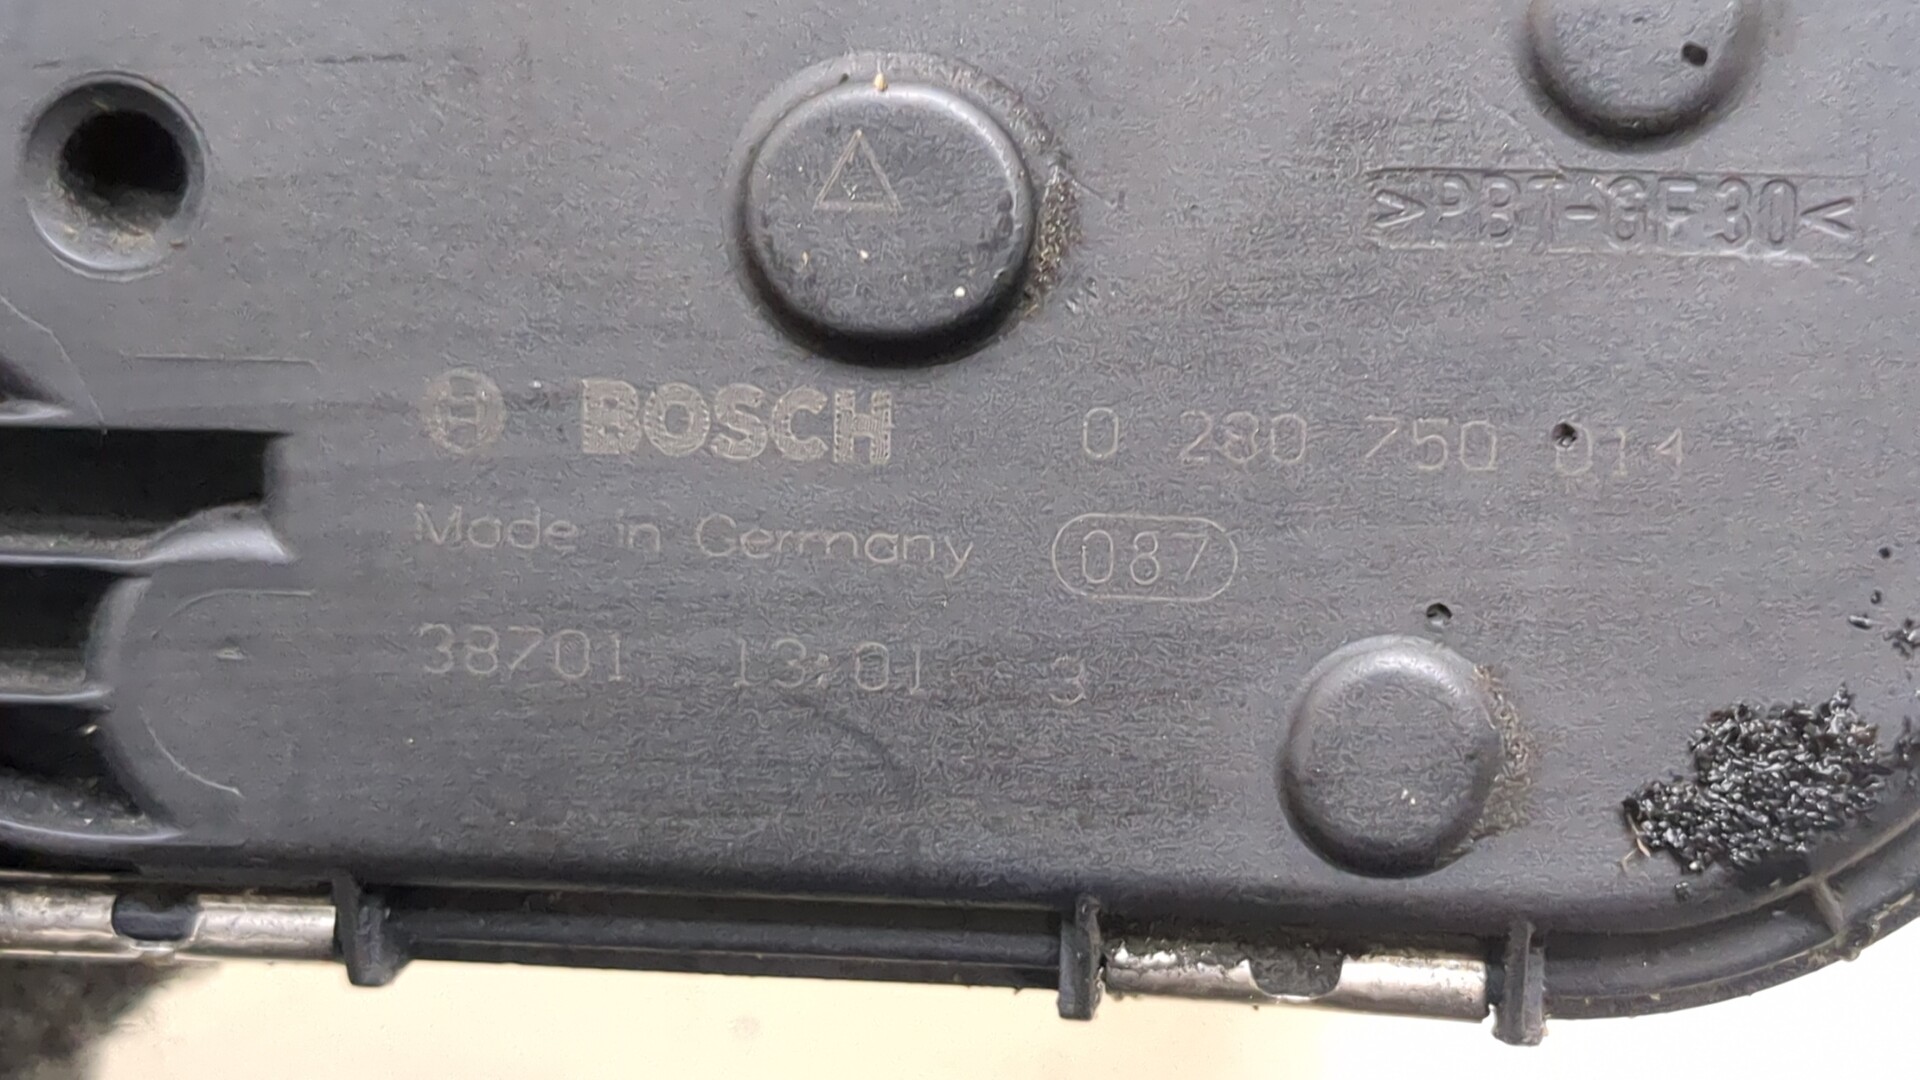 >PBT-GF30<
BOSCH 0 280 750 014
Made in Germany 087
38701 13:01 3